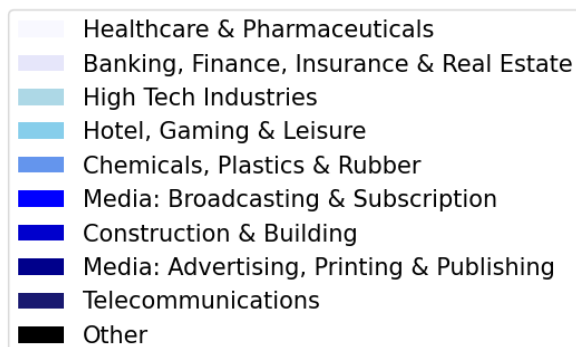 Healthcare & Pharmaceuticals
Banking, Finance, Insurance & Real Estate
High Tech Industries
Hotel, Gaming & Leisure
Chemicals, Plastics & Rubber
Media: Broadcasting & Subscription
Construction & Building
Media: Advertising, Printing & Publishing
Telecommunications
Other